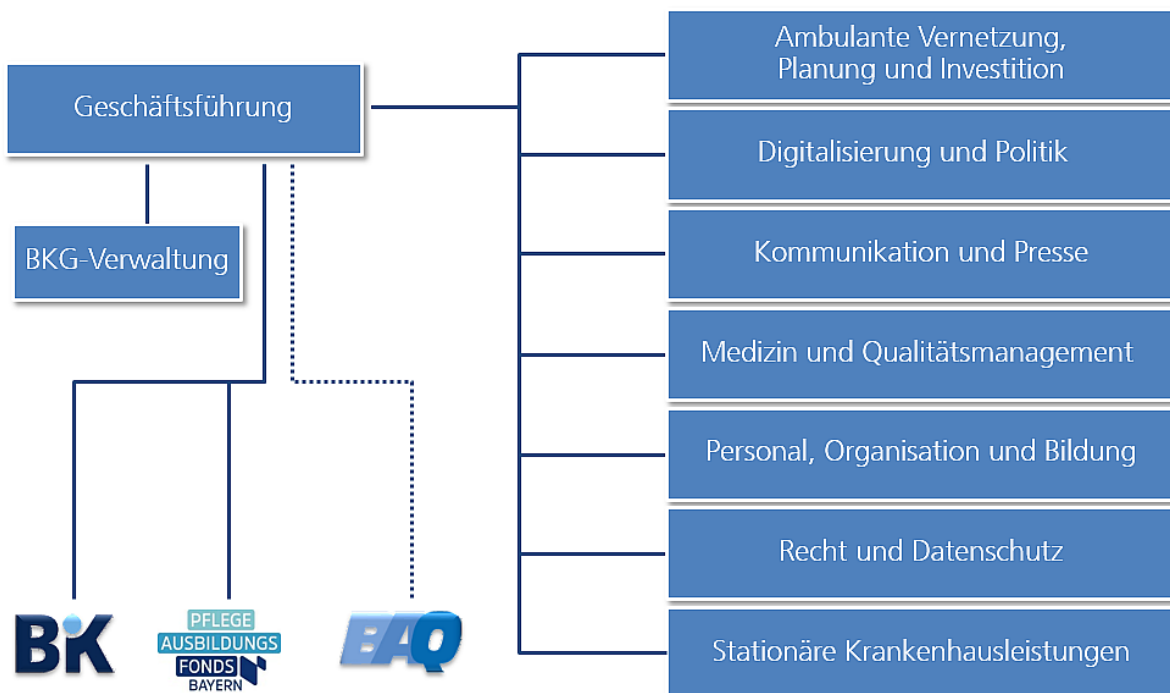 Geschäftsführung
BKG-Verwaltung
BiK
PFLEGE
AUSBILDUNGS
FONDS
BAYERN
BAQ
Ambulante Vernetzung,
Planung und Investition
Digitalisierung und Politik
Kommunikation und Presse
Medizin und Qualitätsmanagement
Personal, Organisation und Bildung
Recht und Datenschutz
Stationäre Krankenhausleistungen